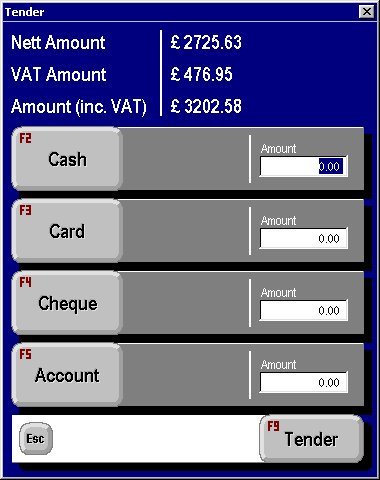 Tender
Nett Amount £ 2725.63
VAT Amount £ 476.95
Amount (inc. VAT) £ 3202.58
F2
Cash
Amount
0.00
F3
Card
Amount
0.00
F4
Cheque
Amount
0.00
F5
Account
Amount
0.00
Esc
F9
Tender